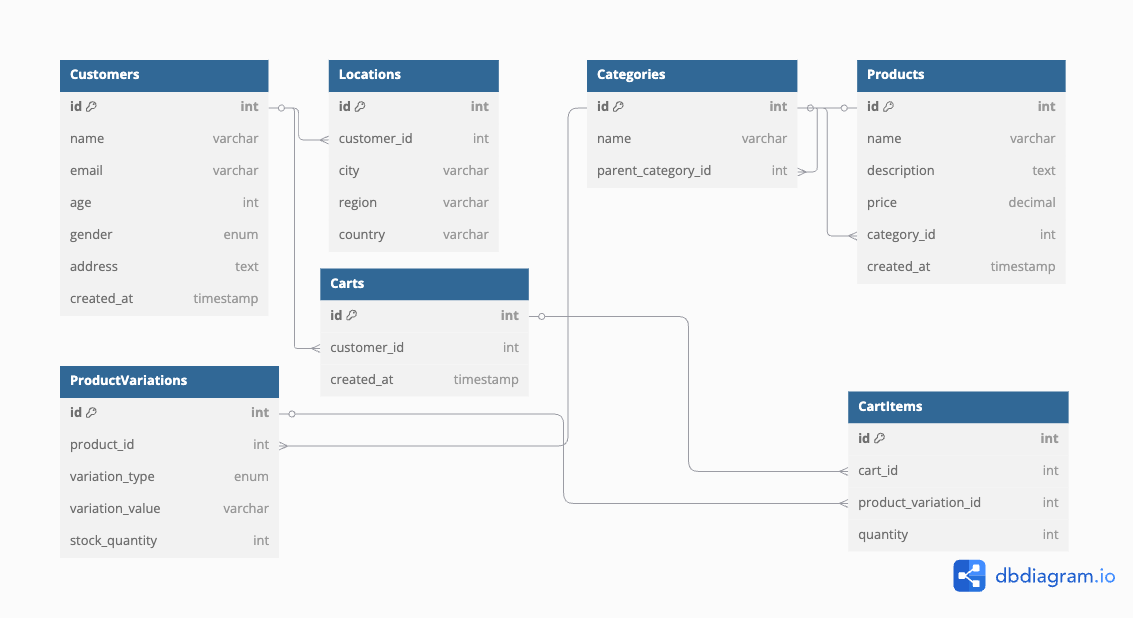 Customers
id int
name varchar
email varchar
age int
gender enum
address text
created_at timestamp
Locations
id int
customer_id int
city varchar
region varchar
country varchar
Categories
id int
name varchar
parent_category_id int
Products
id int
name varchar
description text
price decimal
category_id int
created_at timestamp
Carts
id int
customer_id int
created_at timestamp
ProductVariations
id int
product_id int
variation_type enum
variation_value varchar
stock_quantity int
CartItems
id int
cart_id int
product_variation_id int
quantity int
dbdiagram.io